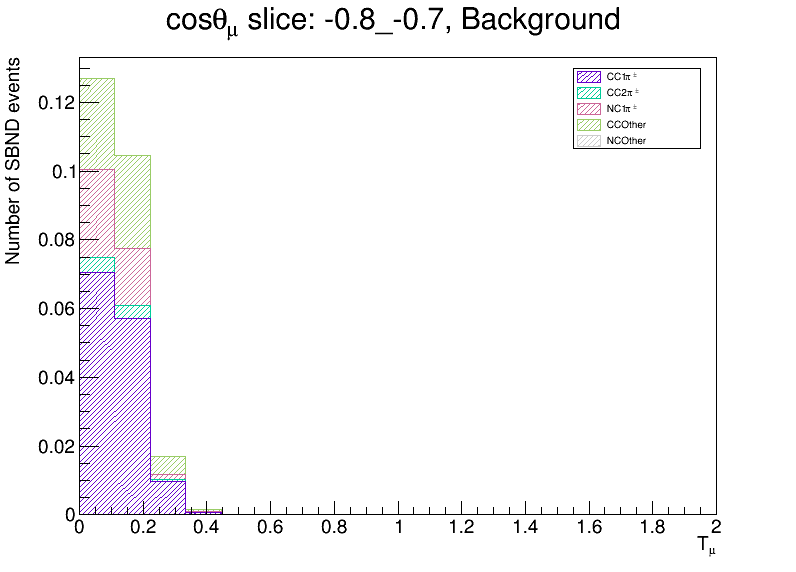 cosθμ slice: -0.8_-0.7, Background
Number of SBND events
0.12
0.1
0.08
0.06
0.04
0.02
0
CC1π ±
CC2π ±
NC1π ±
CCOther
NCOther
0 0.2 0.4 0.6 0.8 1 1.2 1.4 1.6 1.8 2
Tμ